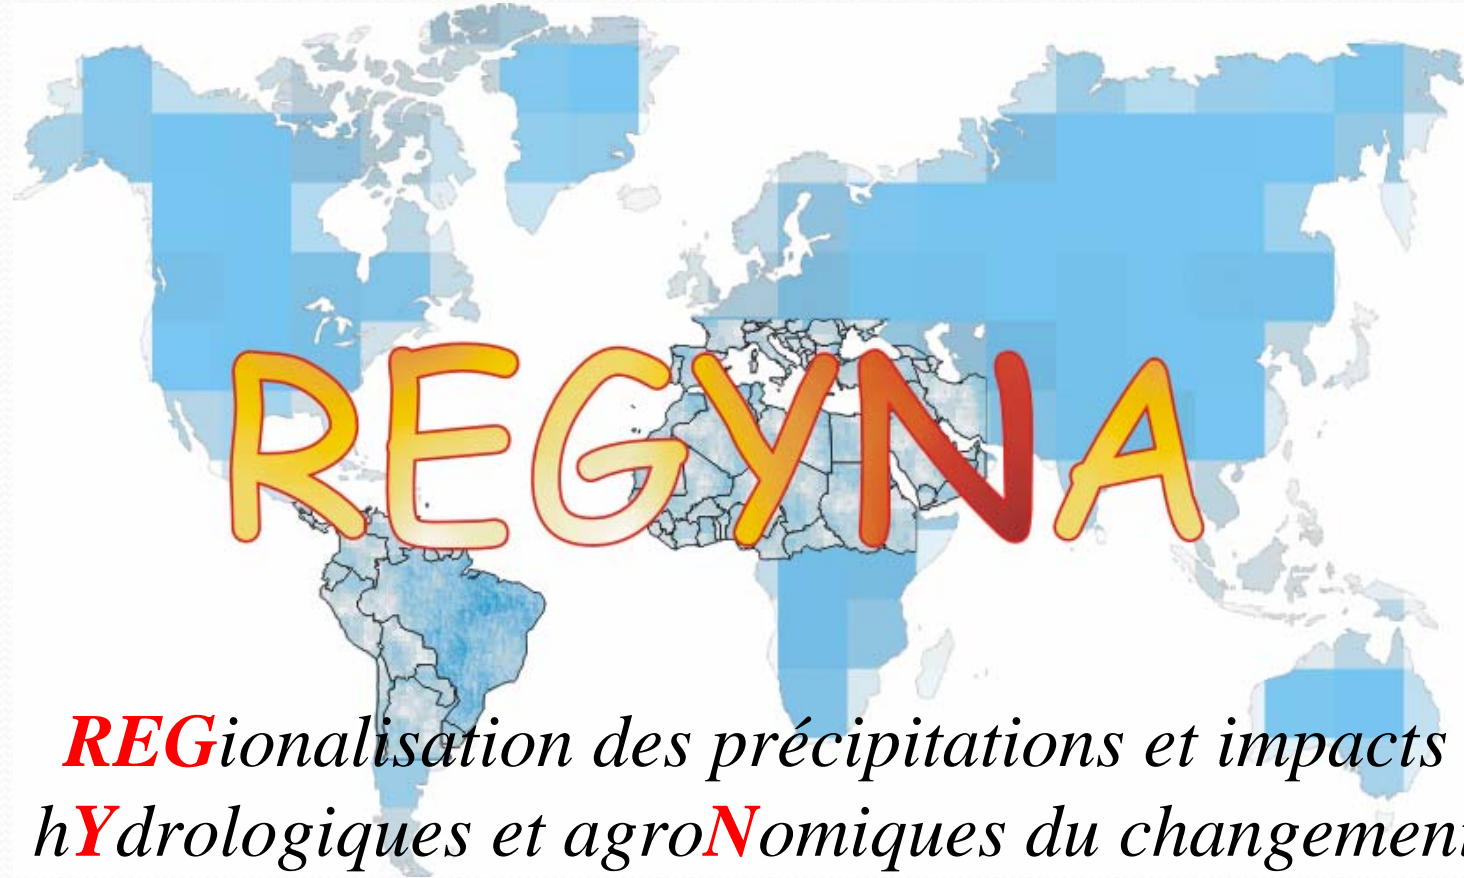 REGYNA
REGionalisation des précipitations et impacts
hYdrologiques et agroNomiques du changement